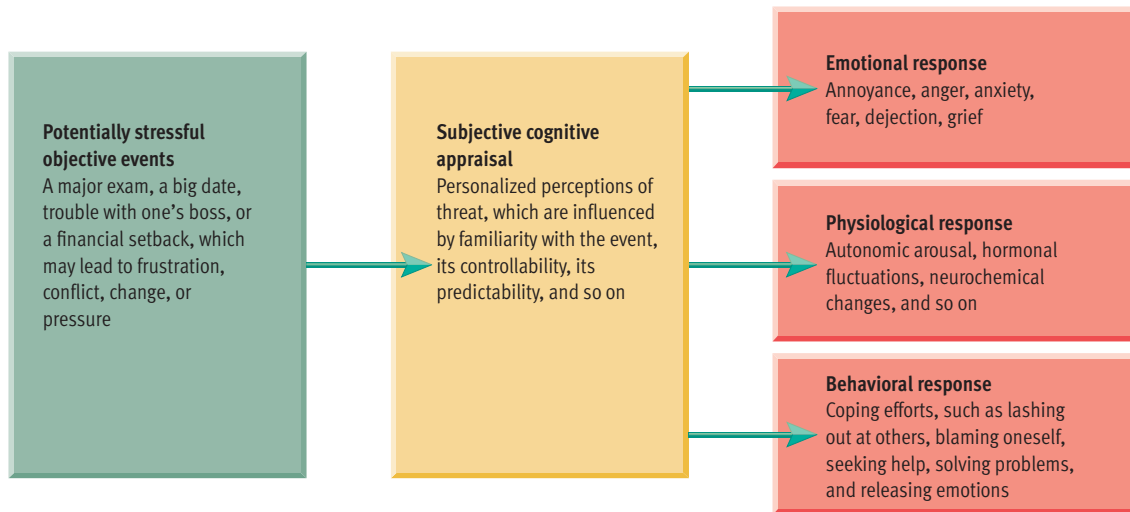 Potentially stressful
objective events
A major exam, a big date,
trouble with one's boss, or
a financial setback, which
may lead to frustration,
conflict, change, or
pressure
Subjective cognitive
appraisal
Personalized perceptions of
threat, which are influenced
by familiarity with the event,
its controllability, its
predictability, and so on
Emotional response
Annoyance, anger, anxiety,
fear, dejection, grief
Physiological response
Autonomic arousal, hormonal
fluctuations, neurochemical
changes, and so on
Behavioral response
Coping efforts, such as lashing
out at others, blaming oneself,
seeking help, solving problems,
and releasing emotions